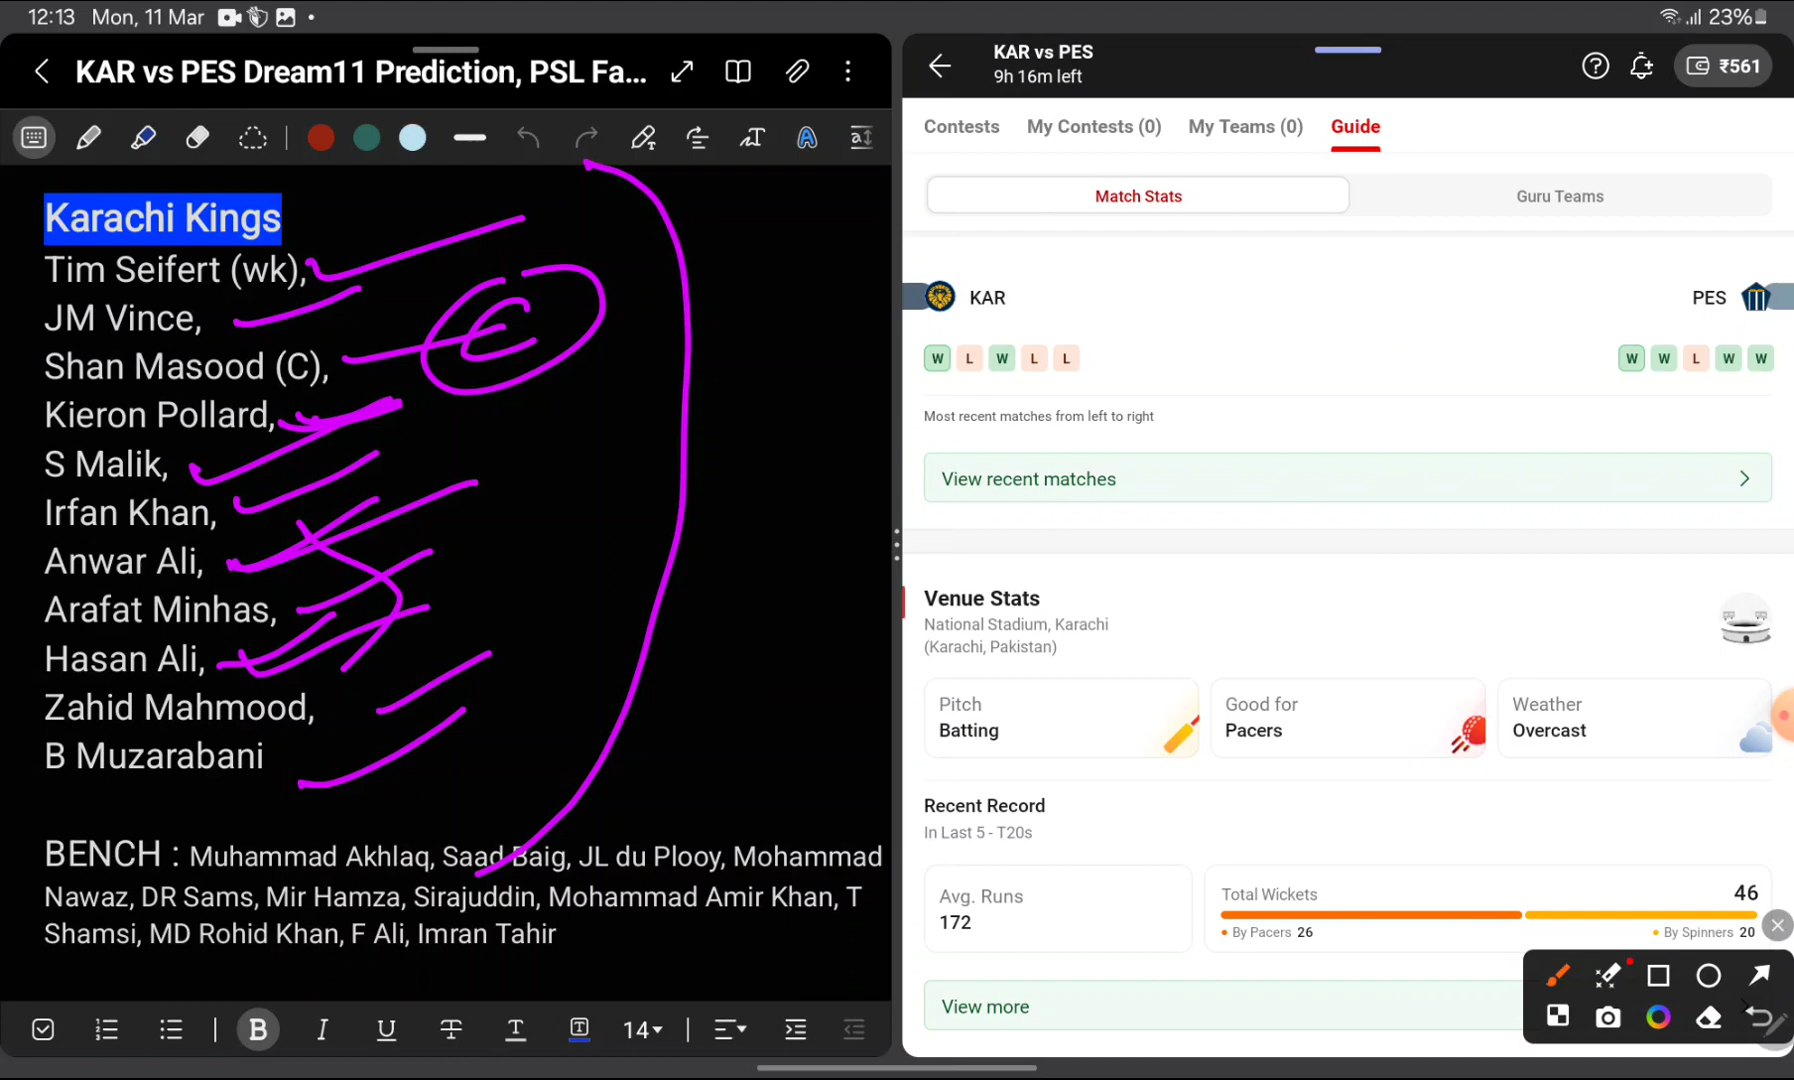 12:13 Mon, 11 Mar
23%
KAR vs PES Dream11 Prediction, PSL Fa...
Karachi Kings
Tim Seifert (wk),
JM Vince,
Shan Masood (C),
Kieron Pollard,
S Malik,
Irfan Khan,
Anwar Ali,
Arafat Minhas,
Hasan Ali,
Zahid Mahmood,
B Muzarabani
BENCH : Muhammad Akhlaq, Saad Baig, JL du Plooy, Mohammad
Nawaz, DR Sams, Mir Hamza, Sirajuddin, Mohammad Amir Khan, T
Shamsi, MD Rohid Khan, F Ali, Imran Tahir
B I U T T T 14
KAR vs PES
9h 16m left
₹561
Contests My Contests (0) My Teams (0) Guide
Match Stats Guru Teams
KAR PES
W L W L L W W L W W
Most recent matches from left to right
View recent matches
Venue Stats
National Stadium, Karachi
(Karachi, Pakistan)
Pitch Good for Weather
Batting Pacers Overcast
Recent Record
In Last 5 - T20s
Avg. Runs Total Wickets 46
172
By Pacers 26 By Spinners 20
View more